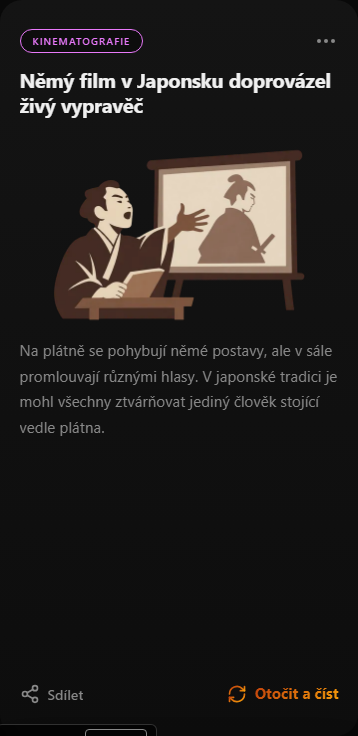 KINEMATOGRAFIE
Němý film v Japonsku doprovázel
živý vypravěč
Na plátně se pohybují němé postavy, ale v sále
promlouvají různými hlasy. V japonské tradici je
mohl všechny ztvárňovat jediný člověk stojící
vedle plátna.
Sdílet
Otočit a číst